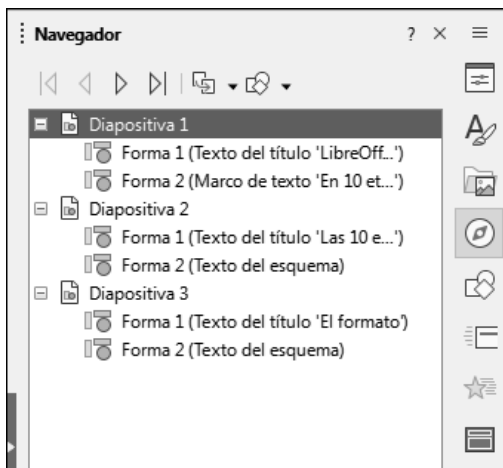 Navegador ? ×
Diapositiva 1
Forma 1 (Texto del título 'LibreOff...')
Forma 2 (Marco de texto 'En 10 et...')
Diapositiva 2
Forma 1 (Texto del título 'Las 10 e...')
Forma 2 (Texto del esquema)
Diapositiva 3
Forma 1 (Texto del título 'El formato')
Forma 2 (Texto del esquema)